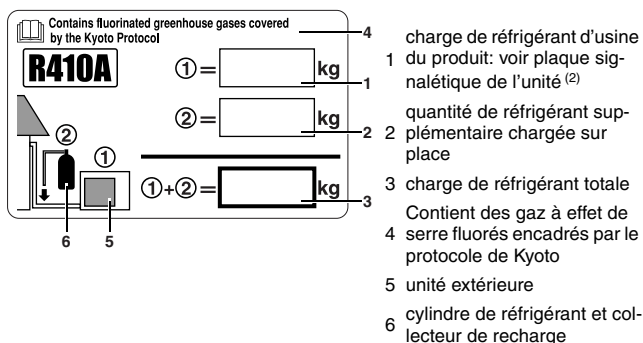 Contains fluorinated greenhouse gases covered
by the Kyoto Protocol
4
R410A
①=
kg
1
②=
kg
2
②
①
①+②=
kg
3
6
5
1 charge de réfrigérant d'usine
du produit: voir plaque sig-
nalétique de l'unité (2)
2 quantité de réfrigérant sup-
plémentaire chargée sur
place
3 charge de réfrigérant totale
4 Contient des gaz à effet de
serre fluorés encadrés par le
protocole de Kyoto
5 unité extérieure
6 cylindre de réfrigérant et col-
lecteur de recharge